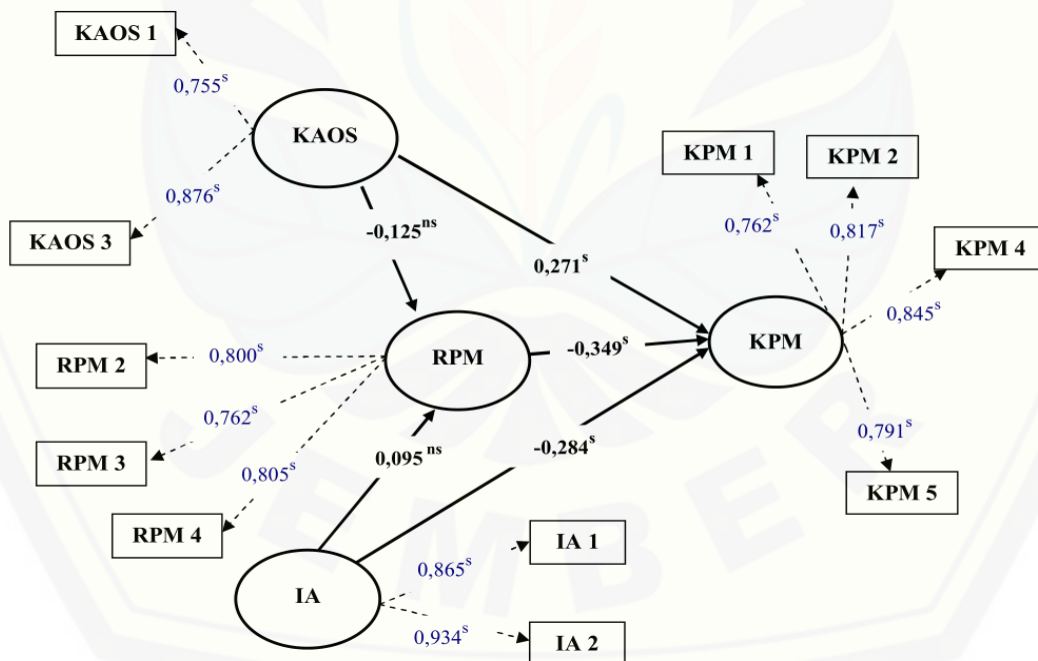 KAOS 1
0,755ˢ
KAOS
KPM 1
KPM 2
0,876ˢ
KAOS 3
-0,125ⁿˢ
0,762ˢ
0,817ˢ
KPM 4
0,271ˢ
0,845ˢ
RPM 2
0,800ˢ
RPM
-0,349ˢ
KPM
0,762ˢ
RPM 3
0,805ˢ
0,095 ⁿˢ
-0,284ˢ
0,791ˢ
KPM 5
RPM 4
IA 1
0,865ˢ
IA
0,934ˢ
IA 2
JEMBER